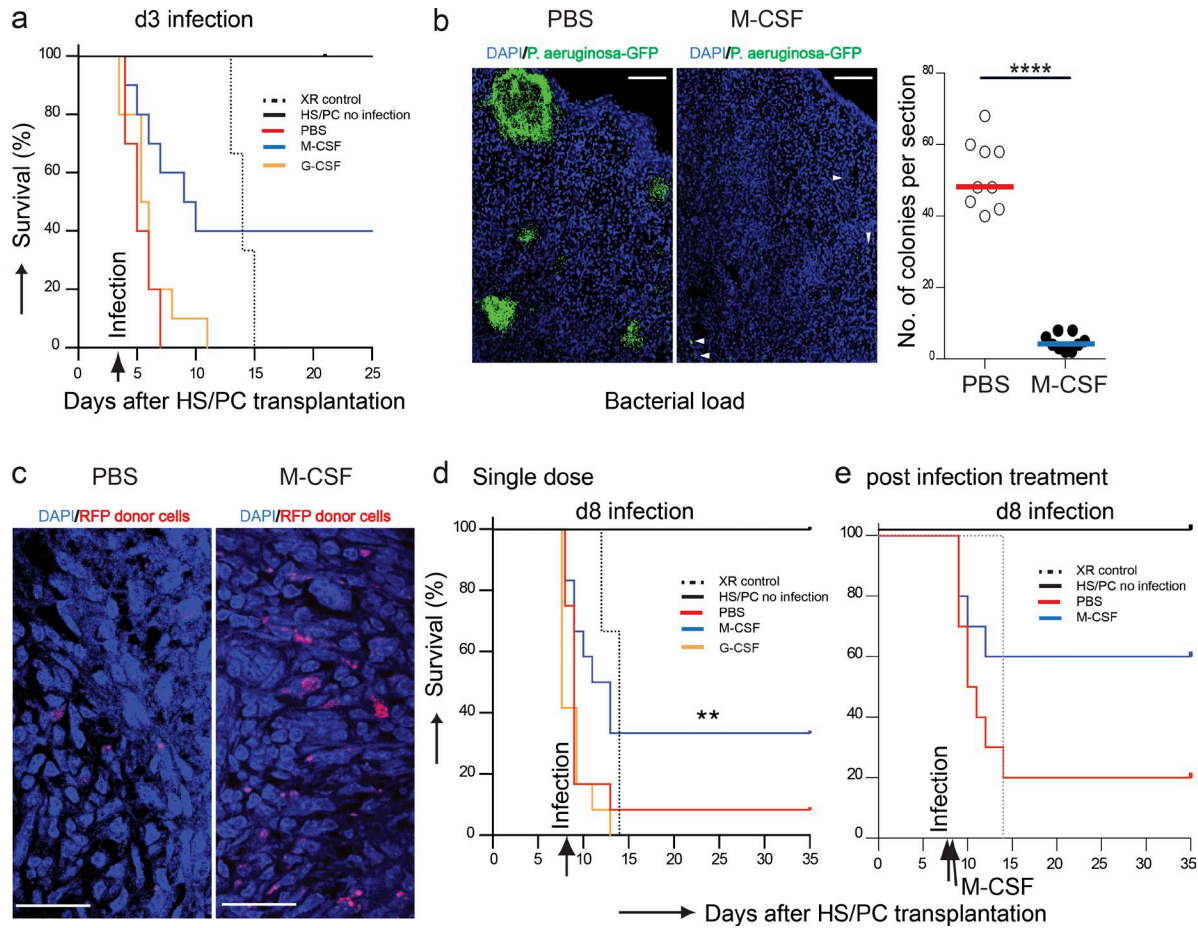 a
d3 infection
Survival (%)
100
80
60
40
20
0
XR control
HS/PC no infection
PBS
M-CSF
G-CSF
Infection
0 5 10 15 20 25
Days after HS/PC transplantation
b
PBS M-CSF
DAPI/P. aeruginosa-GFP DAPI/P. aeruginosa-GFP
Bacterial load
No. of colonies per section
80
60
40
20
0
****
PBS M-CSF
c
PBS M-CSF
DAPI/RFP donor cells DAPI/RFP donor cells
d Single dose
d8 infection
Survival (%)
100
80
60
40
20
0
XR control
HS/PC no infection
PBS
M-CSF
G-CSF
**
Infection
0 5 10 15 20 25 30 35
e post infection treatment
d8 infection
100
80
60
40
20
0
XR control
HS/PC no infection
PBS
M-CSF
Infection
0 5 10 15 20 25 30 35
M-CSF
Days after HS/PC transplantation